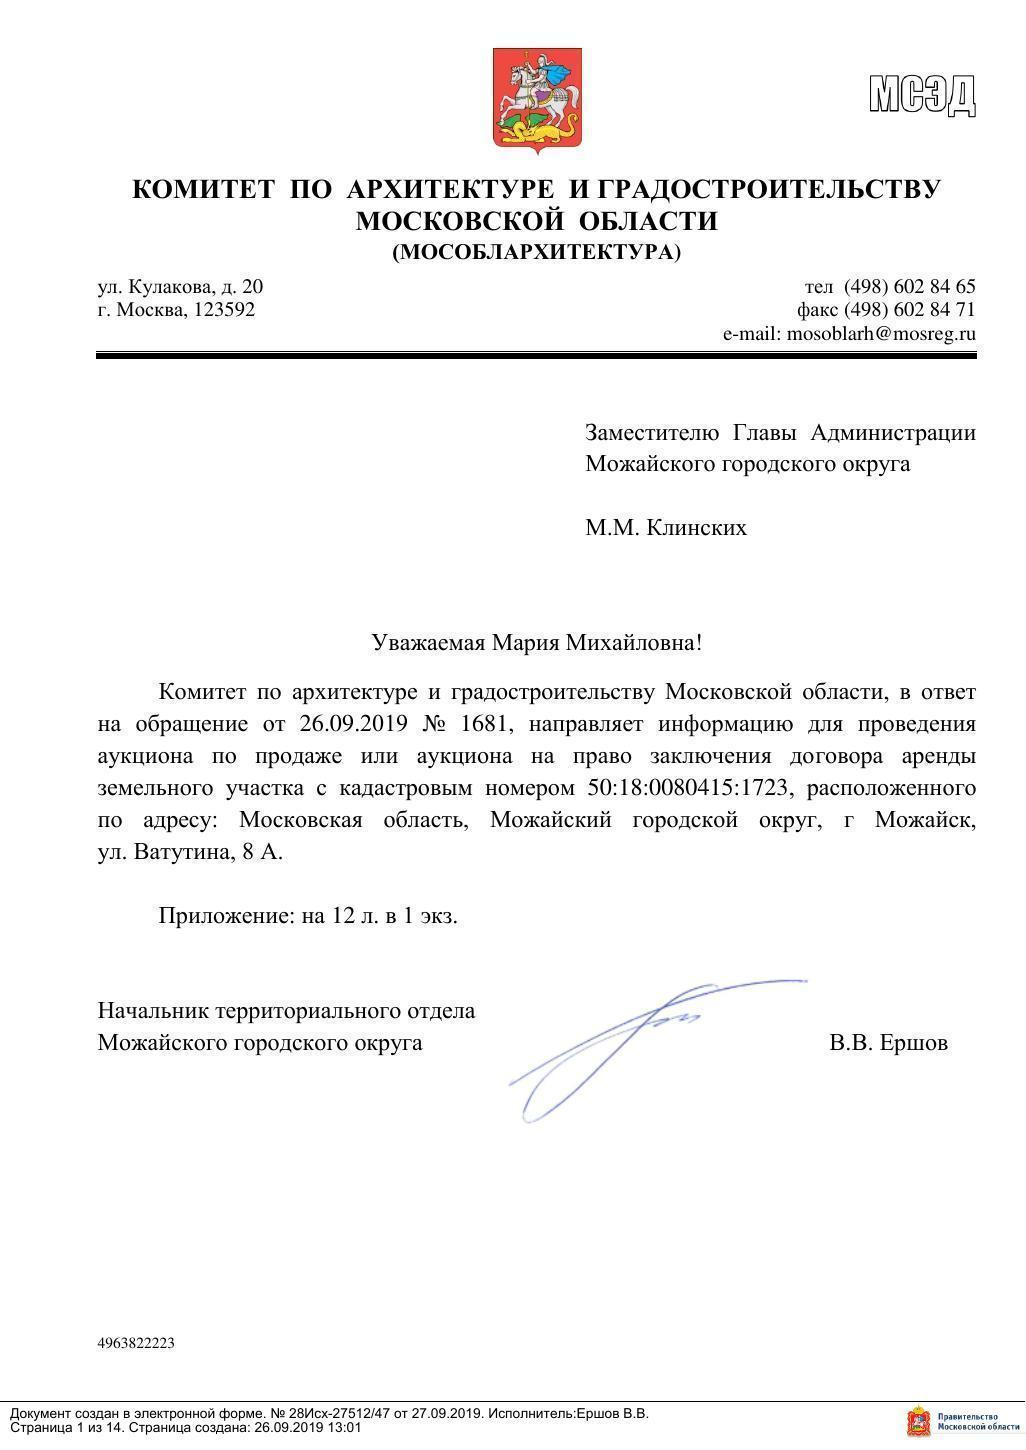 МСЭД
КОМИТЕТ ПО АРХИТЕКТУРЕ И ГРАДОСТРОИТЕЛЬСТВУ
МОСКОВСКОЙ ОБЛАСТИ
(МОСОБЛАРХИТЕКТУРА)
ул. Кулакова, д. 20
г. Москва, 123592
тел (498) 602 84 65
факс (498) 602 84 71
e-mail: mosoblarh@mosreg.ru
Заместителю Главы Администрации
Можайского городского округа
М.М. Клинских
Уважаемая Мария Михайловна!
Комитет по архитектуре и градостроительству Московской области, в ответ
на обращение от 26.09.2019 № 1681, направляет информацию для проведения
аукциона по продаже или аукциона на право заключения договора аренды
земельного участка с кадастровым номером 50:18:0080415:1723, расположенного
по адресу: Московская область, Можайский городской округ, г Можайск,
ул. Ватутина, 8 А.
Приложение: на 12 л. в 1 экз.
Начальник территориального отдела
Можайского городского округа
В.В. Ершов
4963822223
Документ создан в электронной форме. № 28Исх-27512/47 от 27.09.2019. Исполнитель:Ершов В.В.
Страница 1 из 14. Страница создана: 26.09.2019 13:01
Правительство
Московской области